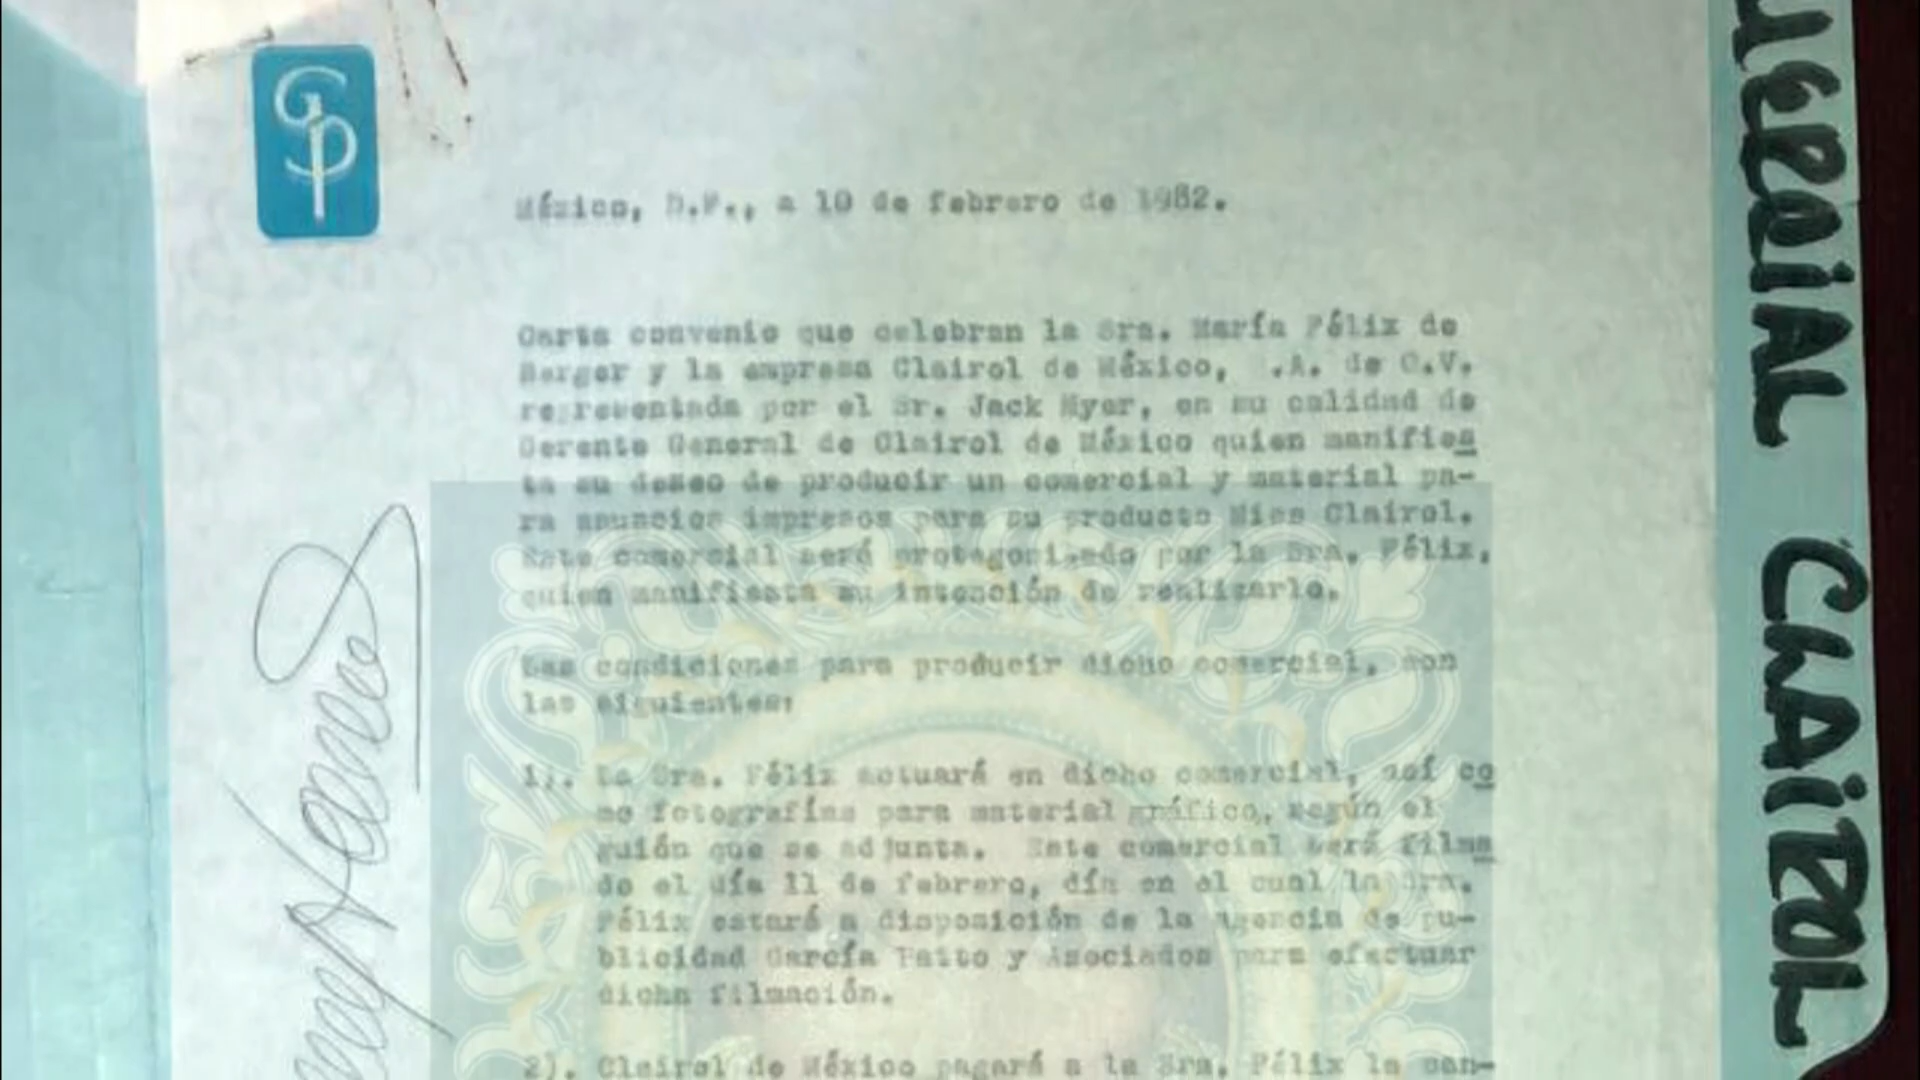 GP
México, D.F., a 10 de febrero de 1982.
Carta convenio que celebran la Sra. María Félix de
Berger y la empresa Clairol de México, .A. de C.V.
representada por el Sr. Jack Myer, en su calidad de
Gerente General de Clairol de México quien manifies
ta su deseo de producir un comercial y material pa-
ra anuncios impresos para su producto Miss Clairol.
Este comercial será protagonizado por la Sra. Félix,
quien manifiesta su intención de realizarlo.
Las condiciones para producir dicho comercial, son
las siguientes:
1). La Sra. Félix actuará en dicho comercial, así co
mo fotografías para material gráfico, según el
guión que se adjunta. Este comercial será filma
do el día 11 de febrero, día en el cual la Sra.
Félix estará a disposición de la agencia de pu-
blicidad García Patto y Asociados para efectuar
dicha filmación.
2). Clairol de México pagará a la Sra. Félix la can-
CLAIROL